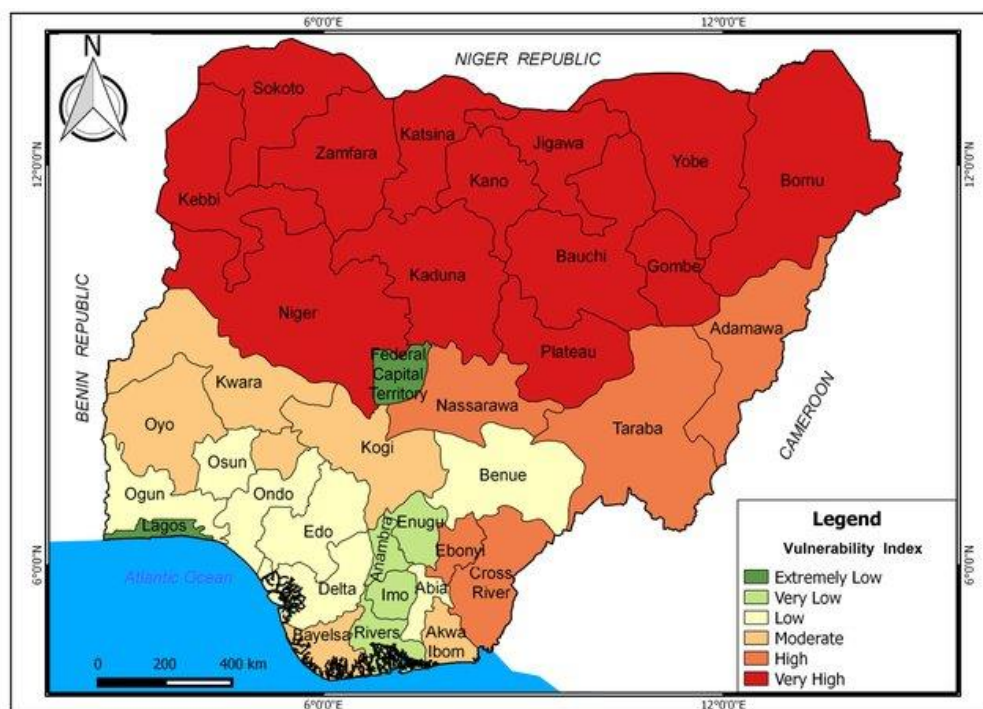 6°0'0"E
12°0'0"E
N
NIGER REPUBLIC
Sokoto
Katsina
Jigawa
Zamfara
Yobe
12°0'0"N
12°0'0"N
Kano
Bornu
Kebbi
Bauchi
Gombe
Kaduna
Niger
BENIN REPUBLIC
Adamawa
Plateau
Federal
Capital
Territory
Kwara
Nassarawa
Oyo
Taraba
CAMEROON
Kogi
Osun
Benue
Ogun
Ondo
Lagos
Edo
Enugu
Anambra
Ebonyi
6°0'0"N
6°0'0"N
Atlantic Ocean
Cross
River
Delta
Imo
Abia
Bayelsa
Rivers
Akwa
Ibom
Legend
Vulnerability Index
Extremely Low
Very Low
Low
Moderate
High
Very High
0 200 400 km
6°0'0"E
12°0'0"E